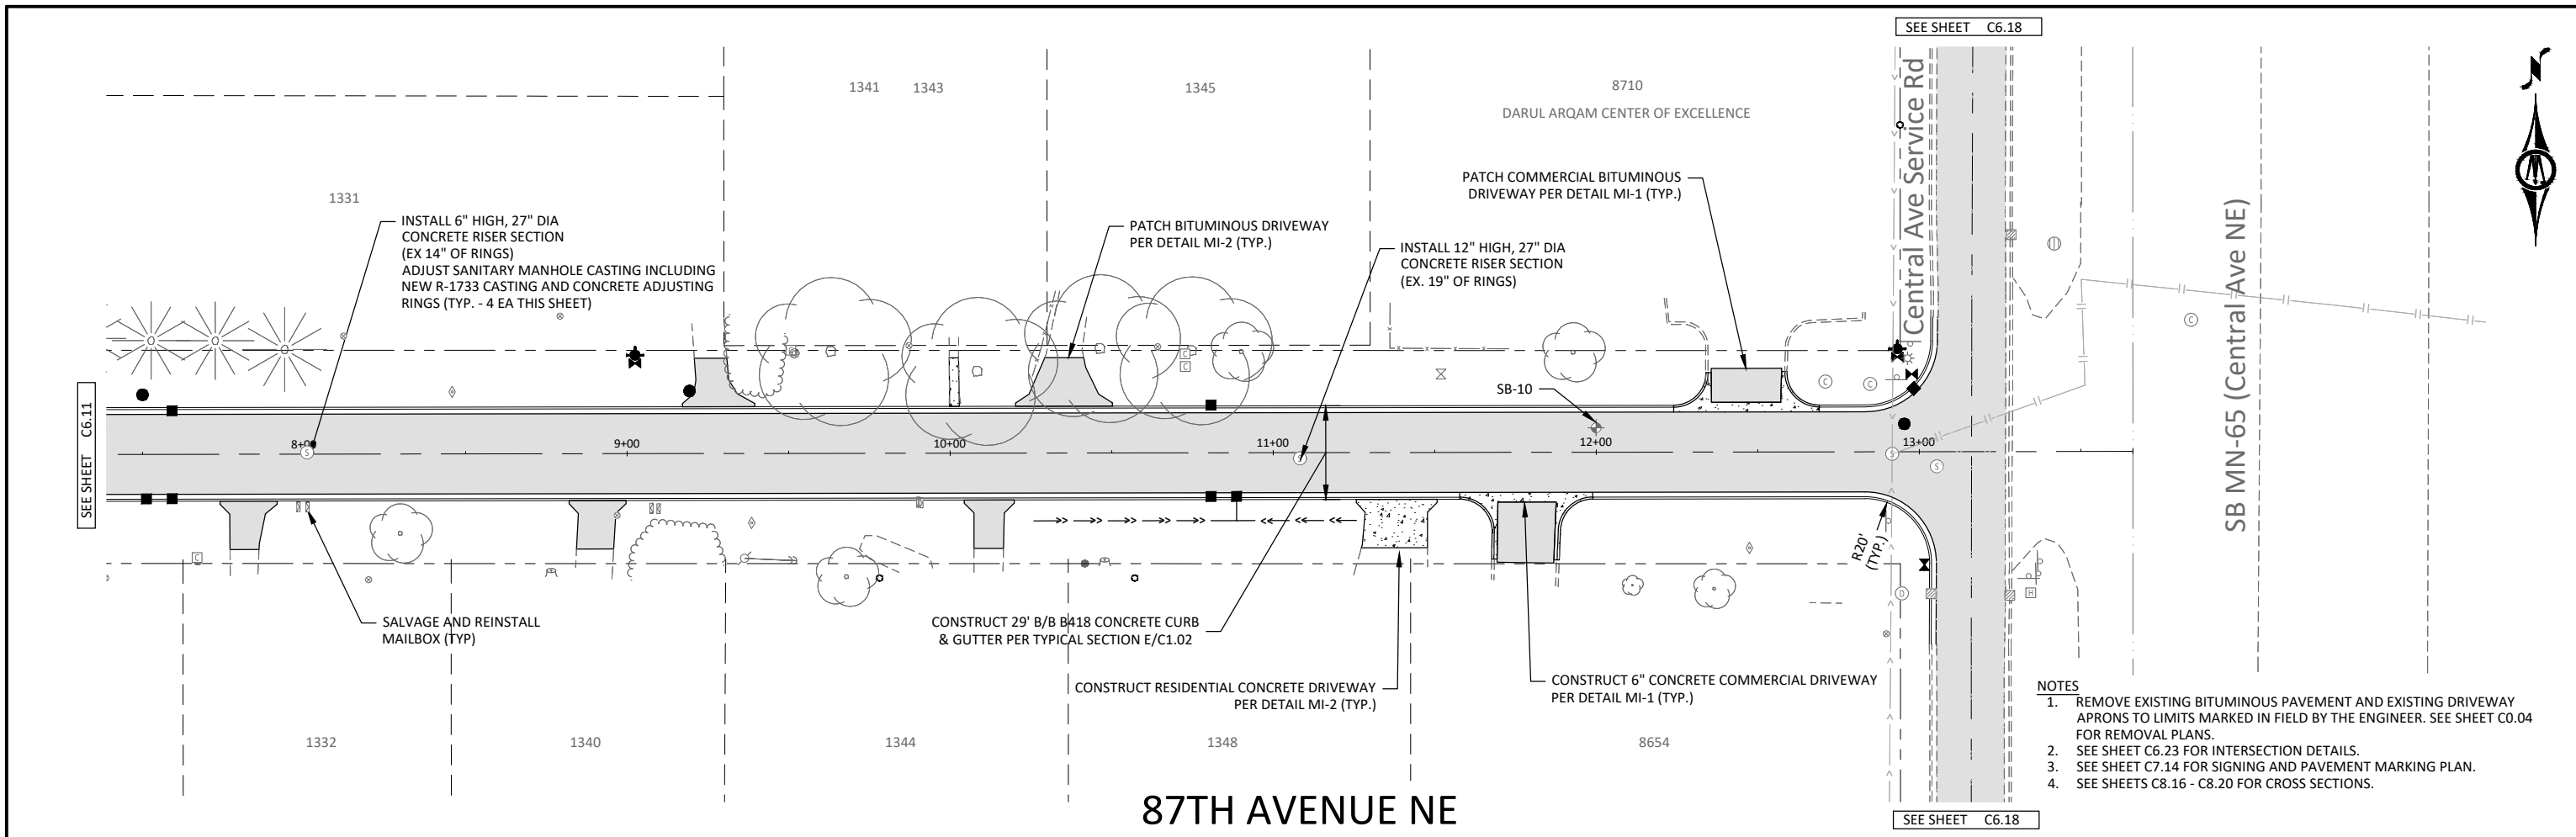 SEE SHEET C6.18
1341 1343
1345
8710
DARUL ARQAM CENTER OF EXCELLENCE
Central Ave Service Rd
N
PATCH COMMERCIAL BITUMINOUS
DRIVEWAY PER DETAIL MI-1 (TYP.)
1331
INSTALL 6" HIGH, 27" DIA
CONCRETE RISER SECTION
(EX 14" OF RINGS)
ADJUST SANITARY MANHOLE CASTING INCLUDING
NEW R-1733 CASTING AND CONCRETE ADJUSTING
RINGS (TYP. - 4 EA THIS SHEET)
PATCH BITUMINOUS DRIVEWAY
PER DETAIL MI-2 (TYP.)
INSTALL 12" HIGH, 27" DIA
CONCRETE RISER SECTION
(EX. 19" OF RINGS)
SB MN-65 (Central Ave NE)
SB-10
SEE SHEET C6.11
8+00
9+00
10+00
11+00
12+00
13+00
R20'
(TYP.)
SALVAGE AND REINSTALL
MAILBOX (TYP)
CONSTRUCT 29' B/B B418 CONCRETE CURB
& GUTTER PER TYPICAL SECTION E/C1.02
CONSTRUCT RESIDENTIAL CONCRETE DRIVEWAY
PER DETAIL MI-2 (TYP.)
CONSTRUCT 6" CONCRETE COMMERCIAL DRIVEWAY
PER DETAIL MI-1 (TYP.)
1332
1340
1344
1348
8654
NOTES
1. REMOVE EXISTING BITUMINOUS PAVEMENT AND EXISTING DRIVEWAY
APRONS TO LIMITS MARKED IN FIELD BY THE ENGINEER. SEE SHEET C0.04
FOR REMOVAL PLANS.
2. SEE SHEET C6.23 FOR INTERSECTION DETAILS.
3. SEE SHEET C7.14 FOR SIGNING AND PAVEMENT MARKING PLAN.
4. SEE SHEETS C8.16 - C8.20 FOR CROSS SECTIONS.
87TH AVENUE NE
SEE SHEET C6.18